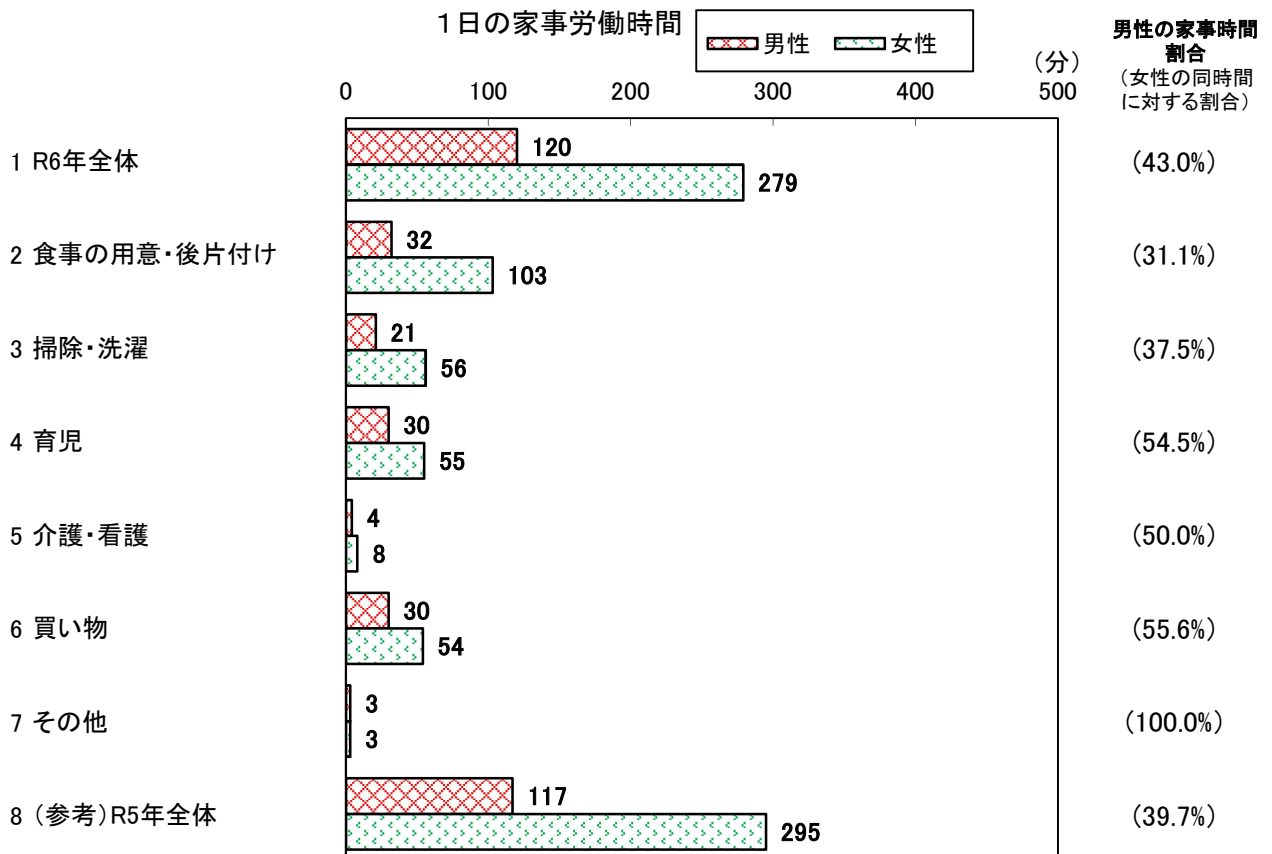 1日の家事労働時間
男性 女性
男性の家事時間
割合
（女性の同時間
に対する割合）
（分）
0 100 200 300 400 500
1 R6年全体 120 279 （43.0%）
2 食事の用意・後片付け 32 103 （31.1%）
3 掃除・洗濯 21 56 （37.5%）
4 育児 30 55 （54.5%）
5 介護・看護 4 8 （50.0%）
6 買い物 30 54 （55.6%）
7 その他 3 3 （100.0%）
8 （参考）R5年全体 117 295 （39.7%）